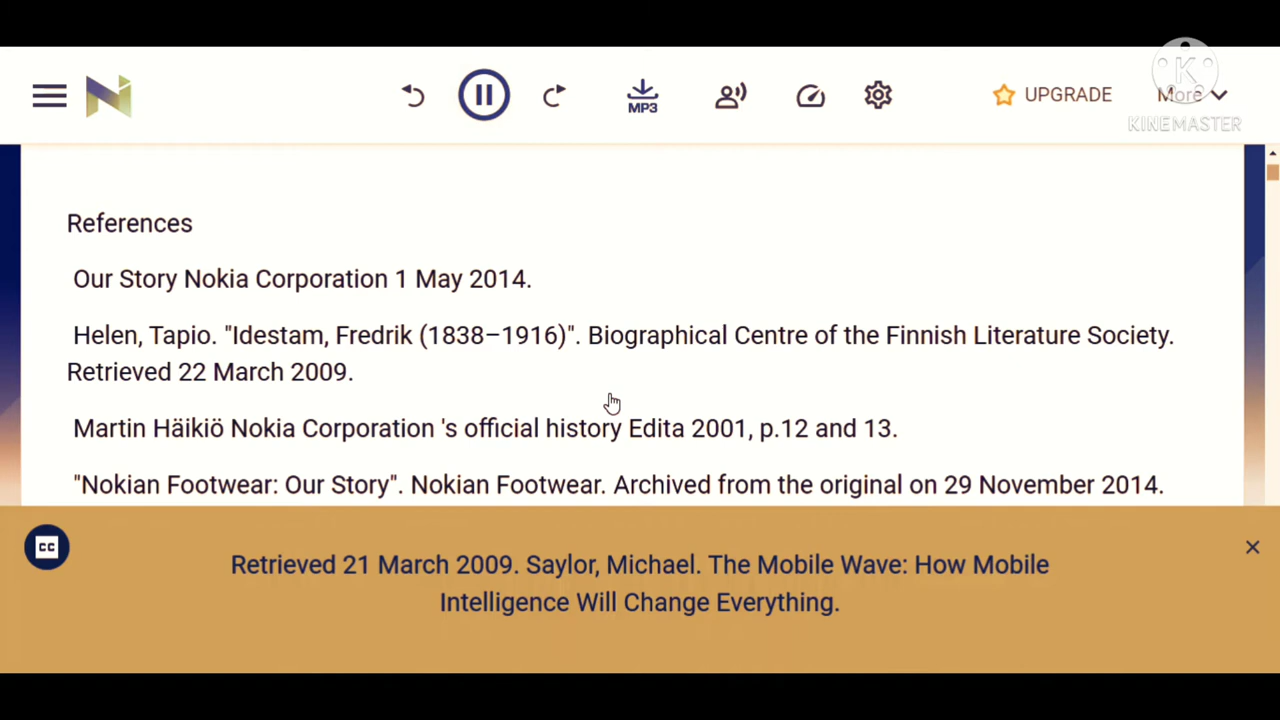 MP3
UPGRADE
More
K
KINEMASTER
References
Our Story Nokia Corporation 1 May 2014.
Helen, Tapio. "Idestam, Fredrik (1838–1916)". Biographical Centre of the Finnish Literature Society.
Retrieved 22 March 2009.
Martin Häikiö Nokia Corporation 's official history Edita 2001, p.12 and 13.
"Nokian Footwear: Our Story". Nokian Footwear. Archived from the original on 29 November 2014.
CC
Retrieved 21 March 2009. Saylor, Michael. The Mobile Wave: How Mobile
Intelligence Will Change Everything.